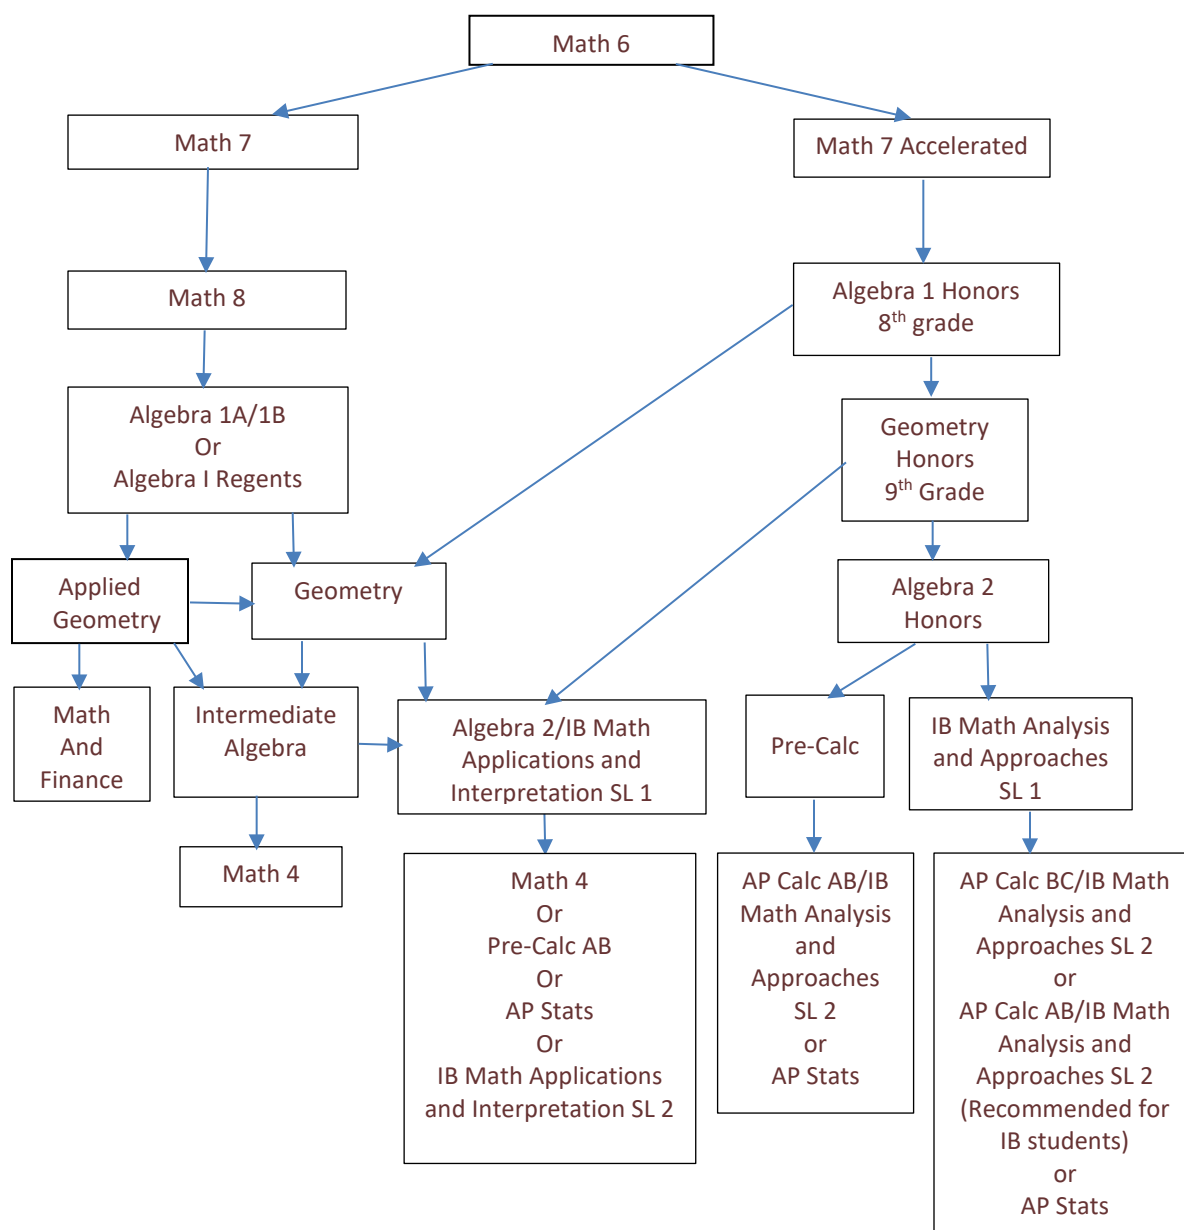 Math 6
Math 7
Math 7 Accelerated
Math 8
Algebra 1 Honors
8th grade
Algebra 1A/1B
Or
Algebra I Regents
Geometry
Honors
9th Grade
Applied
Geometry
Geometry
Algebra 2
Honors
Math
And
Finance
Intermediate
Algebra
Algebra 2/IB Math
Applications and
Interpretation SL 1
Pre-Calc
IB Math Analysis
and Approaches
SL 1
Math 4
Math 4
Or
Pre-Calc AB
Or
AP Stats
Or
IB Math Applications
and Interpretation SL 2
AP Calc AB/IB
Math Analysis
and
Approaches
SL 2
or
AP Stats
AP Calc BC/IB Math
Analysis and
Approaches SL 2
or
AP Calc AB/IB Math
Analysis and
Approaches SL 2
(Recommended for
IB students)
or
AP Stats